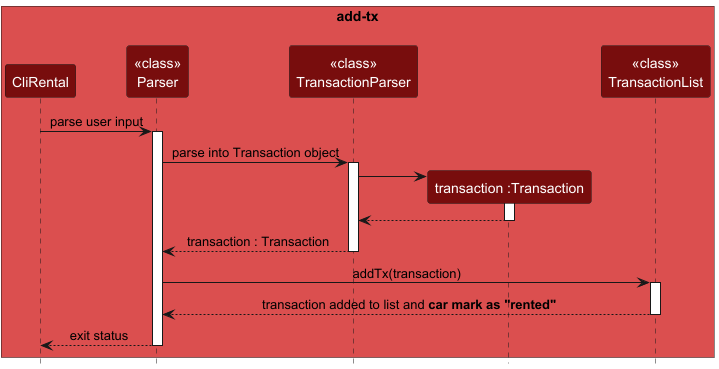 add-tx
CliRental
«class»
Parser
«class»
TransactionParser
«class»
TransactionList
parse user input
parse into Transaction object
transaction :Transaction
transaction : Transaction
addTx(transaction)
transaction added to list and car mark as "rented"
exit status